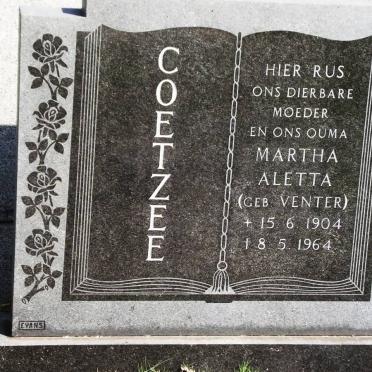 COETZEE
HIER RUS
ONS DIERBARE
MOEDER
EN ONS OUMA
MARTHA
ALETTA
(GEB VENTER)
+ 15. 6. 1904
1 8. 5. 1964
EVANS